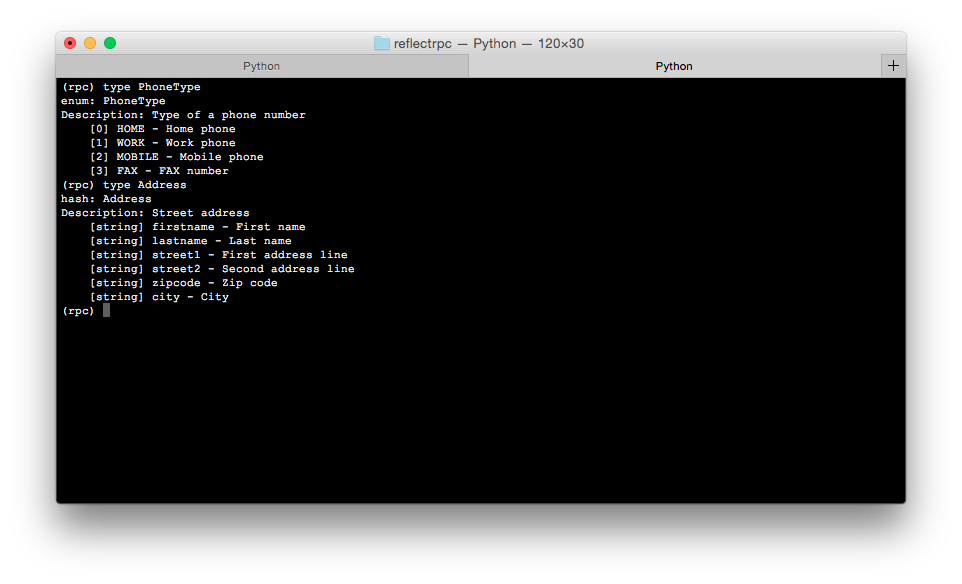 reflectrpc — Python — 120×30
Python Python +
(rpc) type PhoneType
enum: PhoneType
Description: Type of a phone number
    [0] HOME - Home phone
    [1] WORK - Work phone
    [2] MOBILE - Mobile phone
    [3] FAX - FAX number
(rpc) type Address
hash: Address
Description: Street address
    [string] firstname - First name
    [string] lastname - Last name
    [string] street1 - First address line
    [string] street2 - Second address line
    [string] zipcode - Zip code
    [string] city - City
(rpc)